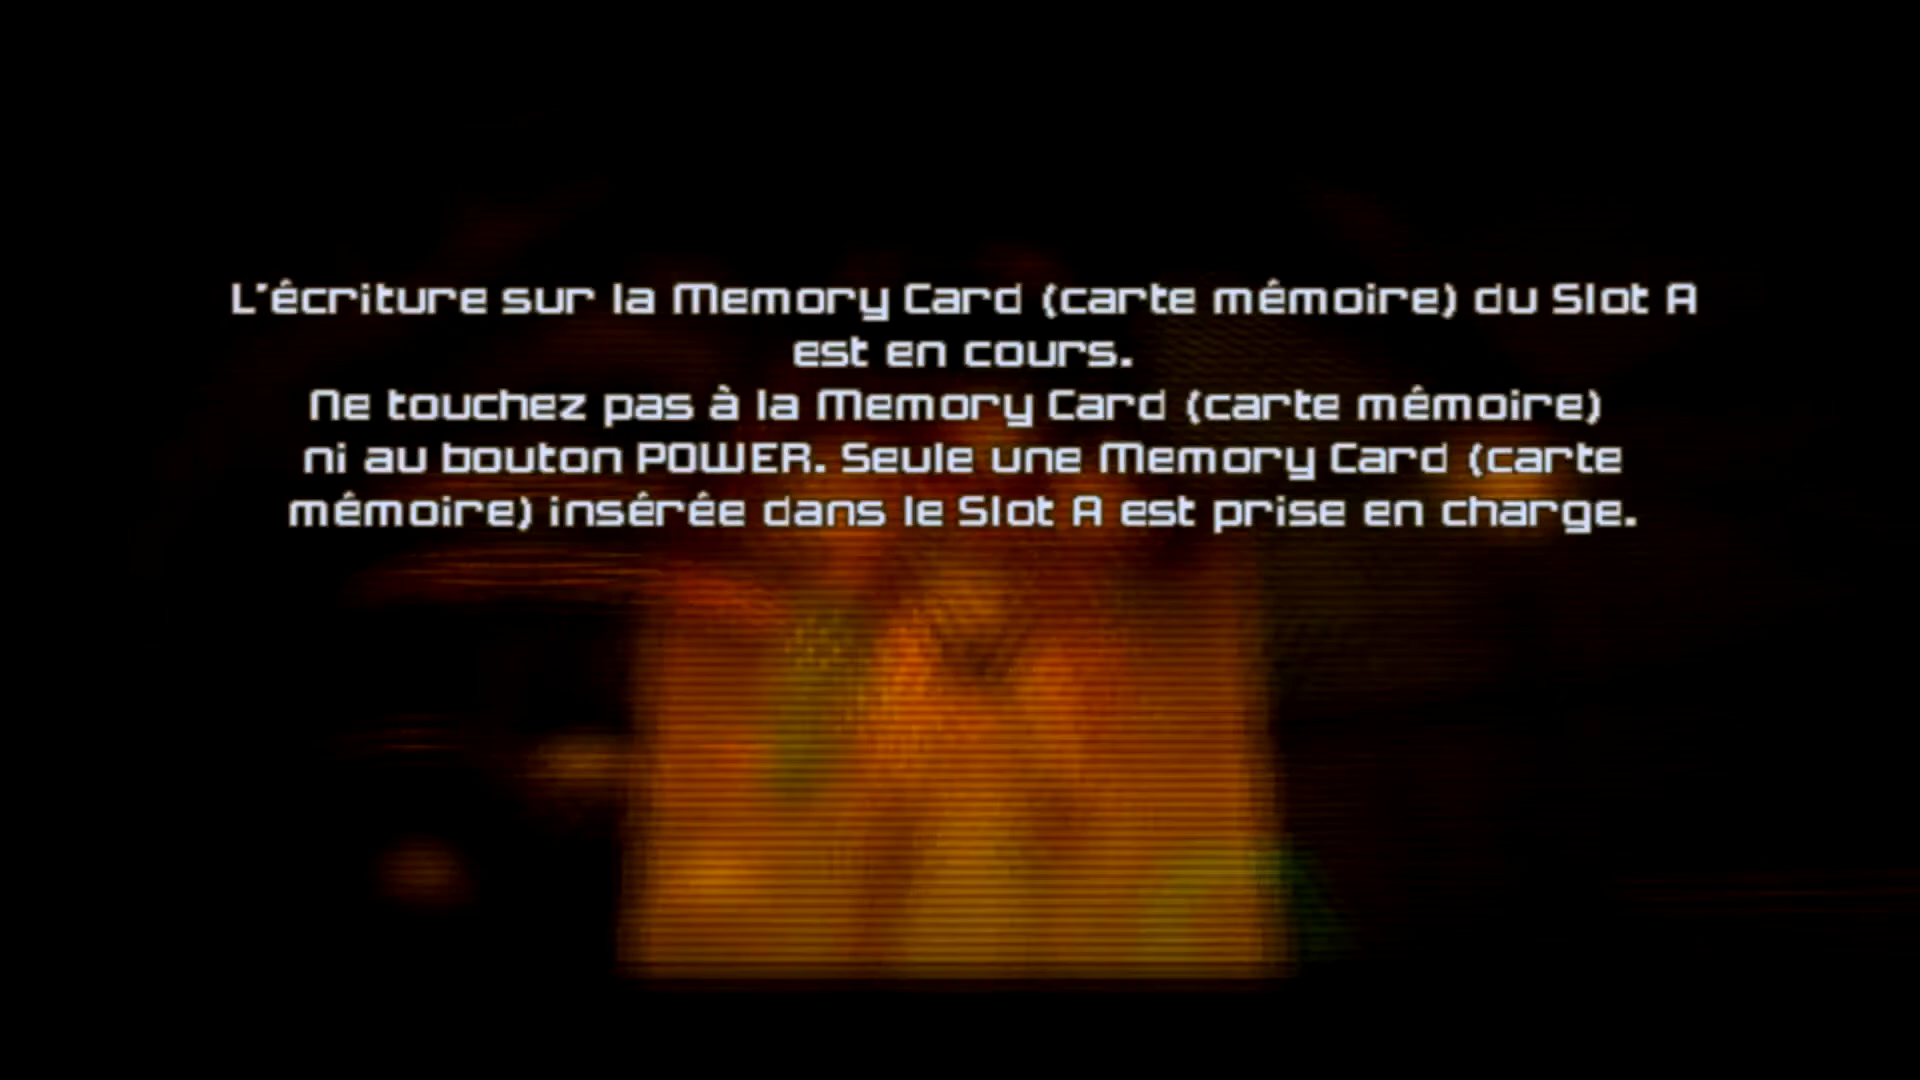 L'écriture sur la Memory Card (carte mémoire) du Slot A
est en cours.
Ne touchez pas à la Memory Card (carte mémoire)
ni au bouton POWER. Seule une Memory Card (carte
mémoire) insérée dans le Slot A est prise en charge.